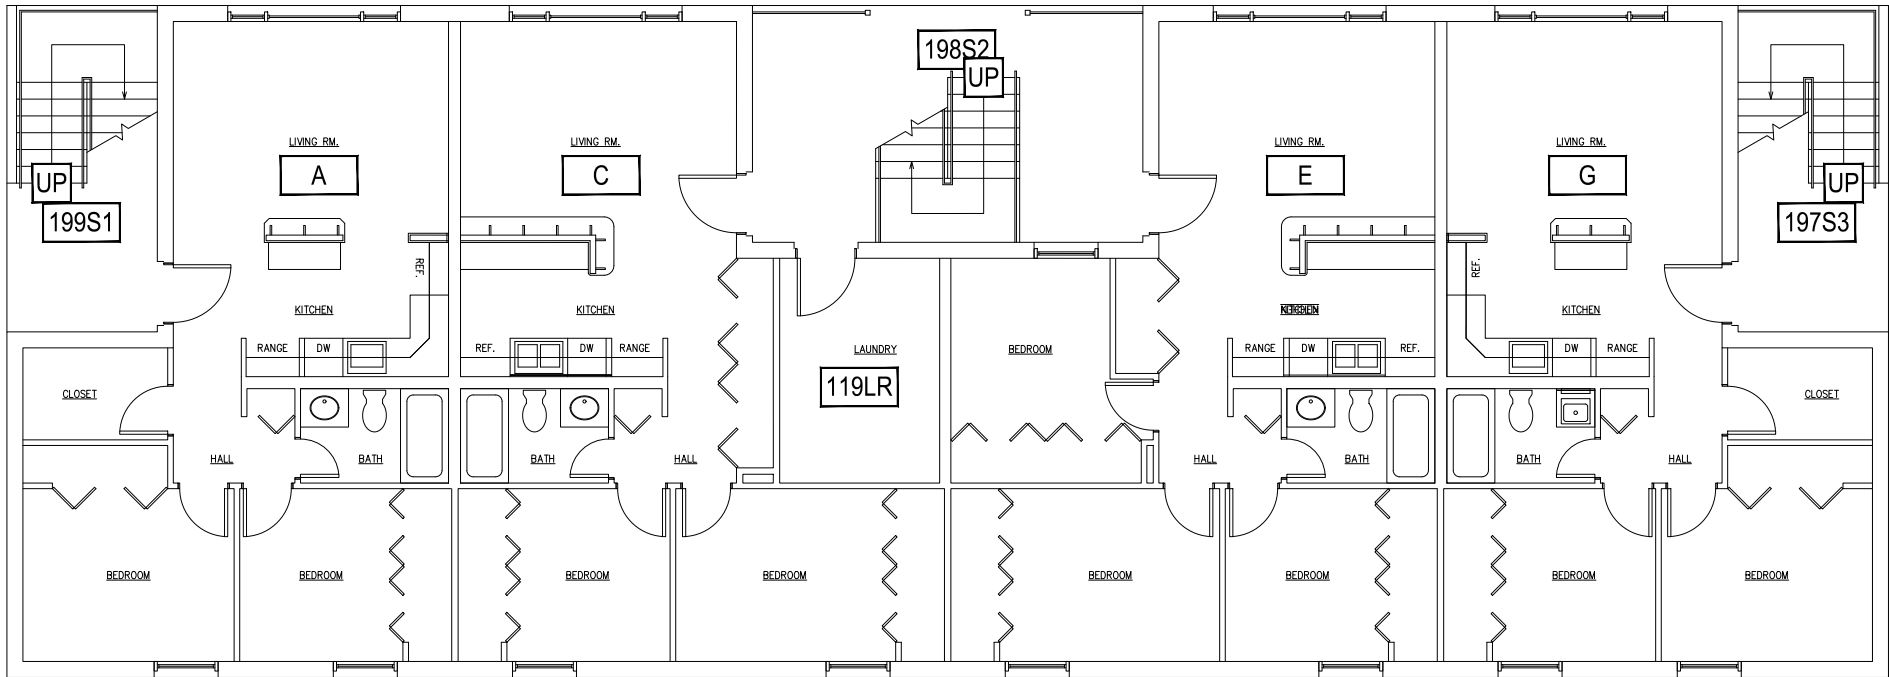 198S2
UP
LIVING RM.
LIVING RM.
LIVING RM.
LIVING RM.
A
C
E
G
UP
199S1
UP
197S3
REF.
REF.
KITCHEN
KITCHEN
KITCHEN
KITCHEN
RANGE
DW
REF.
DW
RANGE
LAUNDRY
BEDROOM
RANGE
DW
REF.
DW
RANGE
119LR
CLOSET
CLOSET
HALL
BATH
BATH
HALL
HALL
BATH
BATH
HALL
BEDROOM
BEDROOM
BEDROOM
BEDROOM
BEDROOM
BEDROOM
BEDROOM
BEDROOM